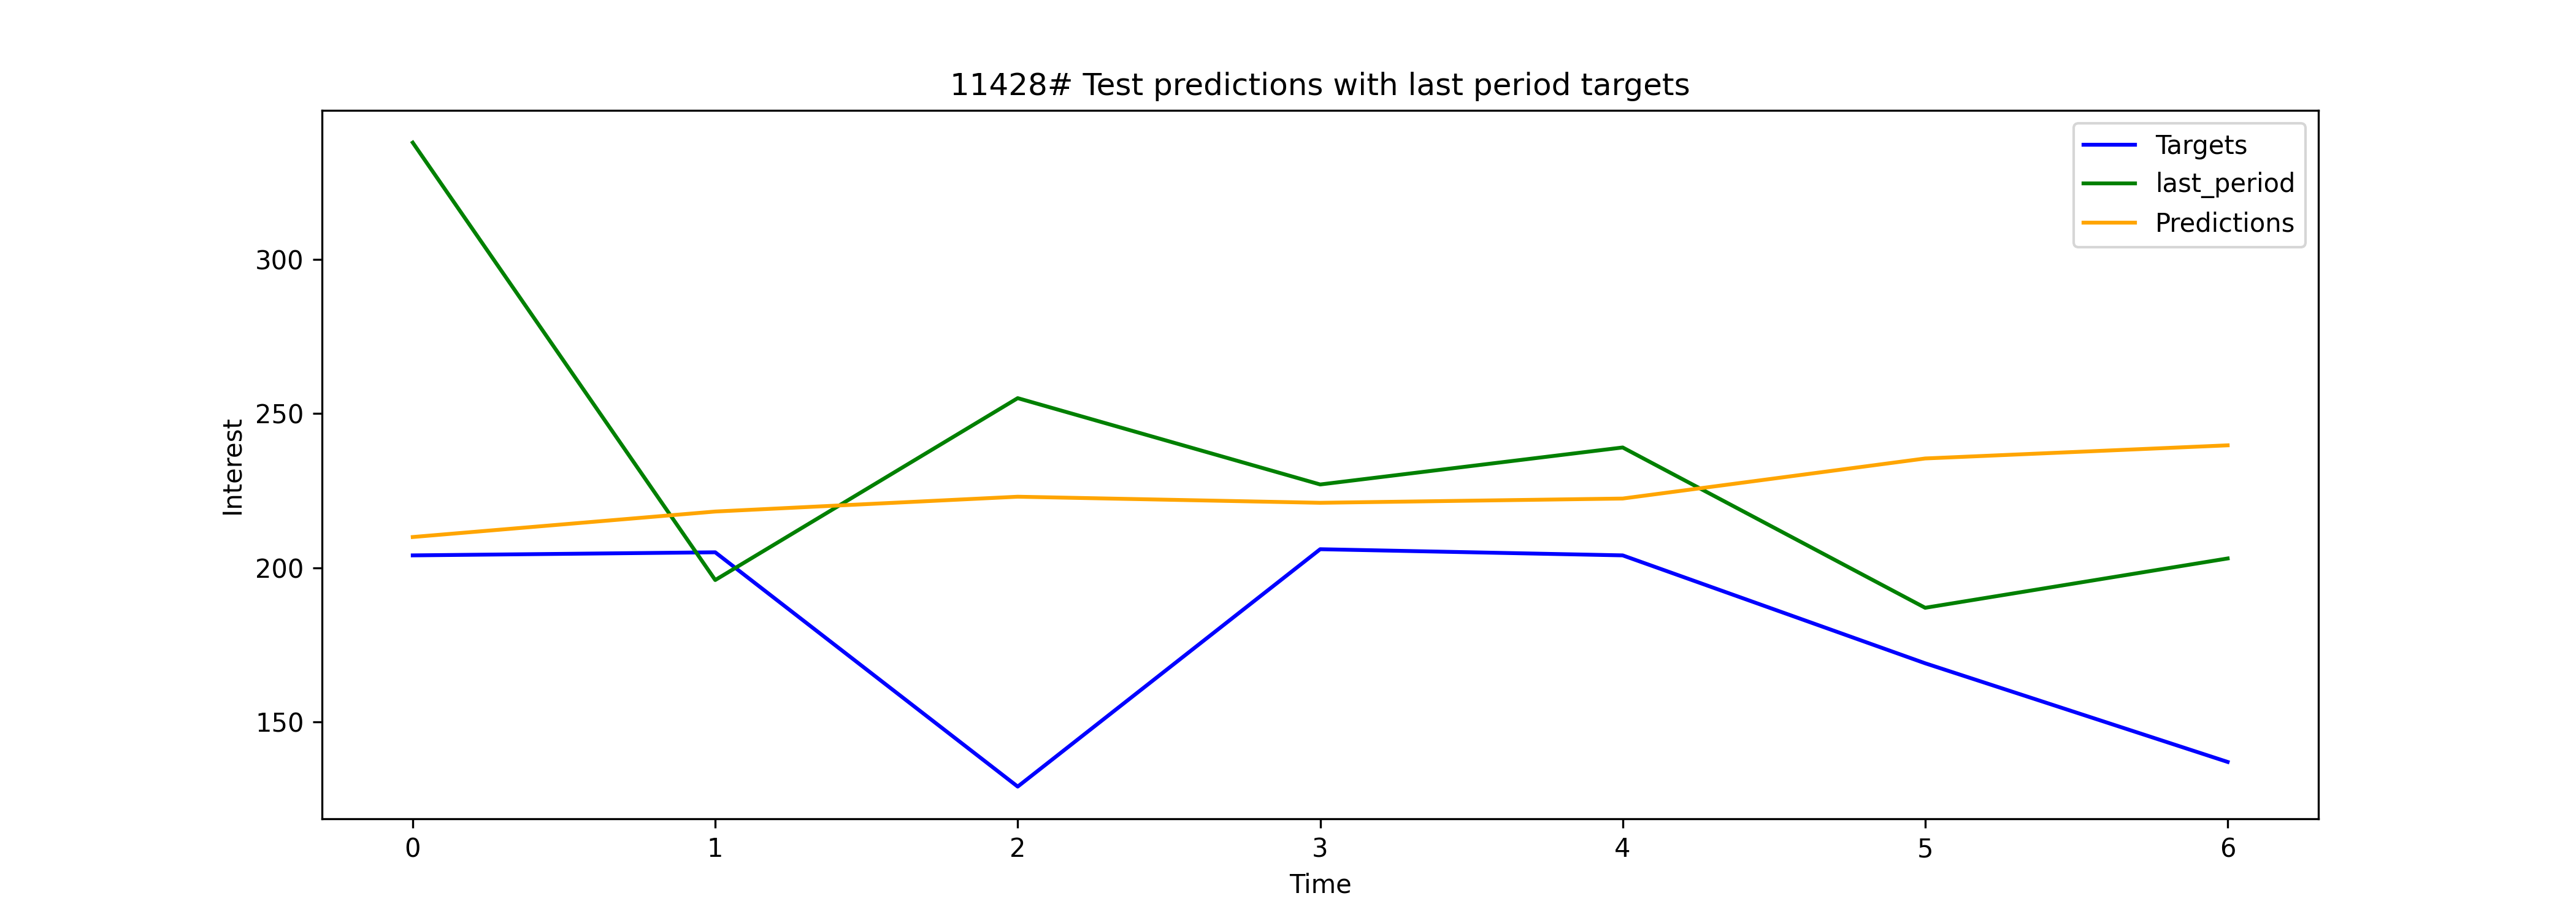 11428# Test predictions with last period targets
Targets
last_period
Predictions
Interest
300
250
200
150
0 1 2 3 4 5 6
Time